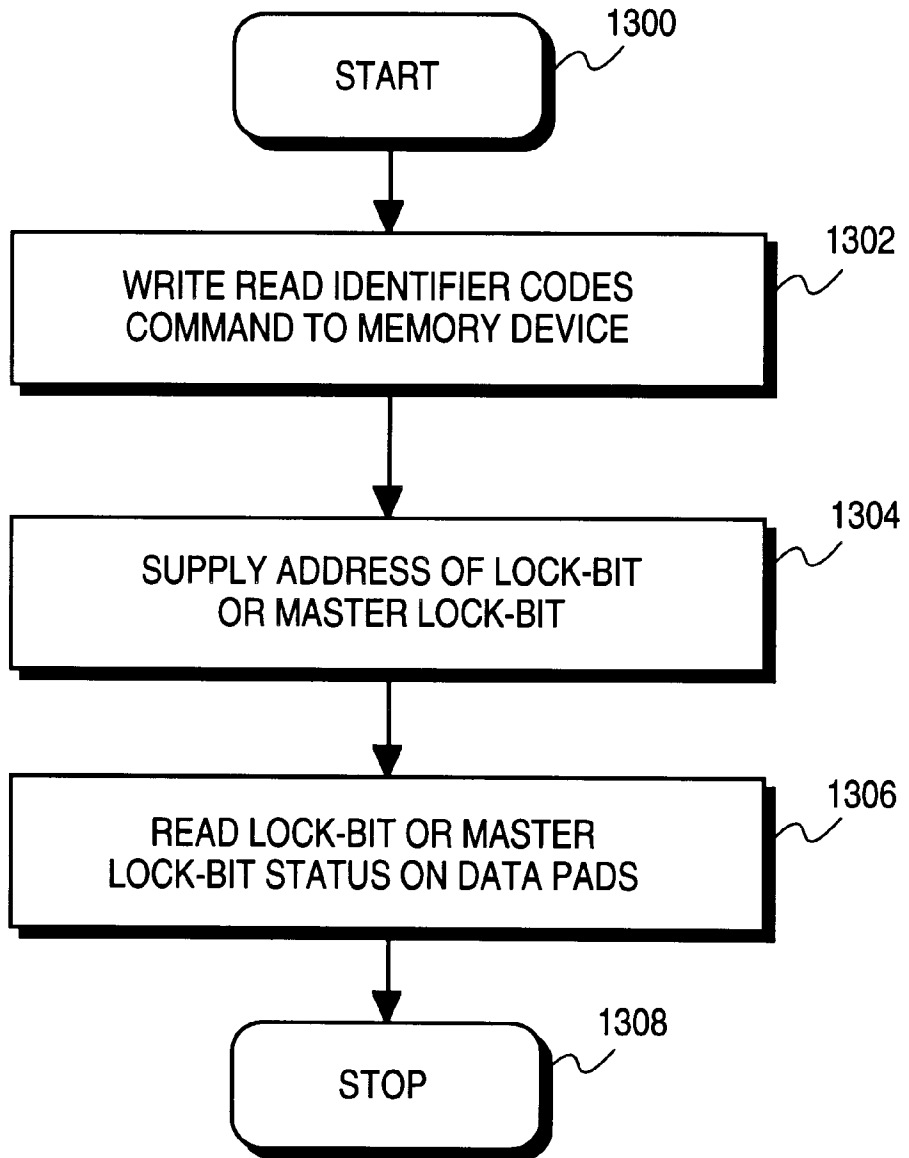 1300
START
1302
WRITE READ IDENTIFIER CODES
COMMAND TO MEMORY DEVICE
1304
SUPPLY ADDRESS OF LOCK-BIT
OR MASTER LOCK-BIT
1306
READ LOCK-BIT OR MASTER
LOCK-BIT STATUS ON DATA PADS
1308
STOP